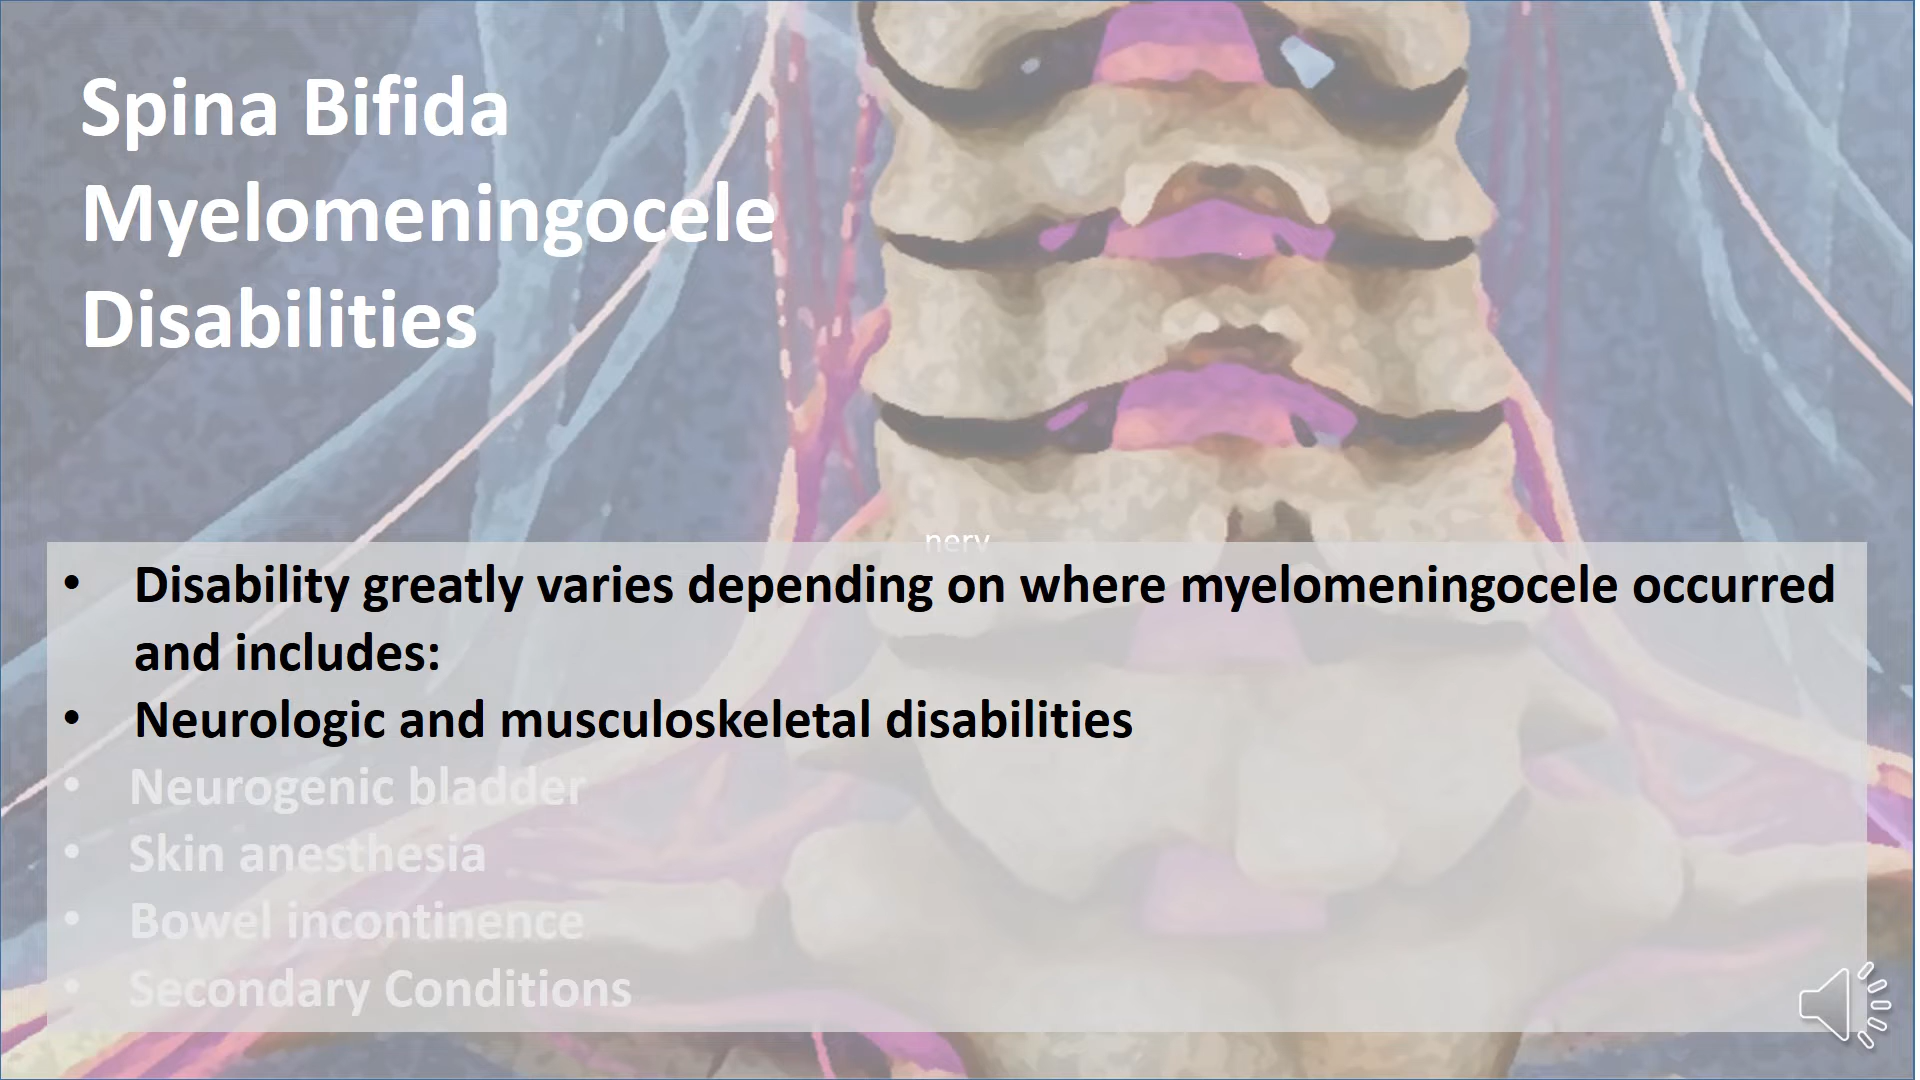 Spina Bifida
Myelomeningocele
Disabilities
nerv
• Disability greatly varies depending on where myelomeningocele occurred
and includes:
• Neurologic and musculoskeletal disabilities
• Neurogenic bladder
• Skin anesthesia
• Bowel incontinence
• Secondary Conditions